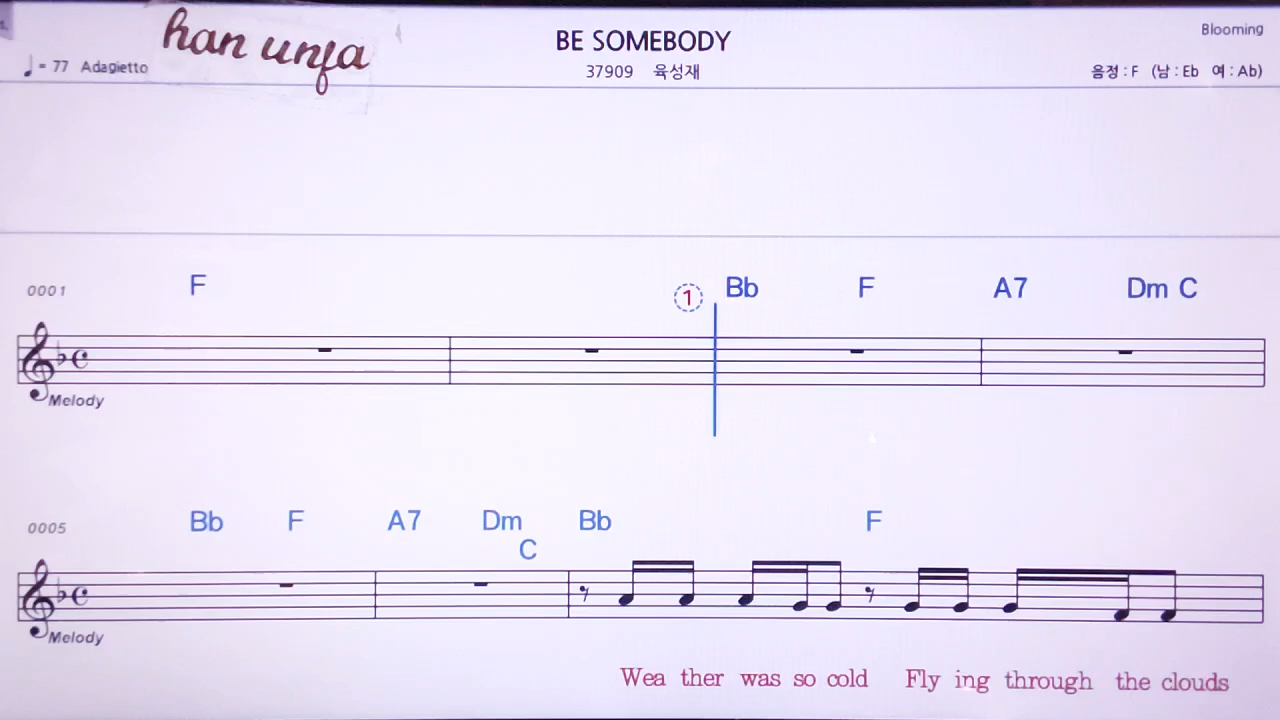 han unfa
BE SOMEBODY
Blooming
♩ = 77 Adagietto
37909 육성재
음정 : F (남 : Eb 여 : Ab)
0001 F ① Bb F A7 Dm C
Melody
0005 Bb F A7 Dm C Bb F
Melody
Wea ther was so cold Fly ing through the clouds